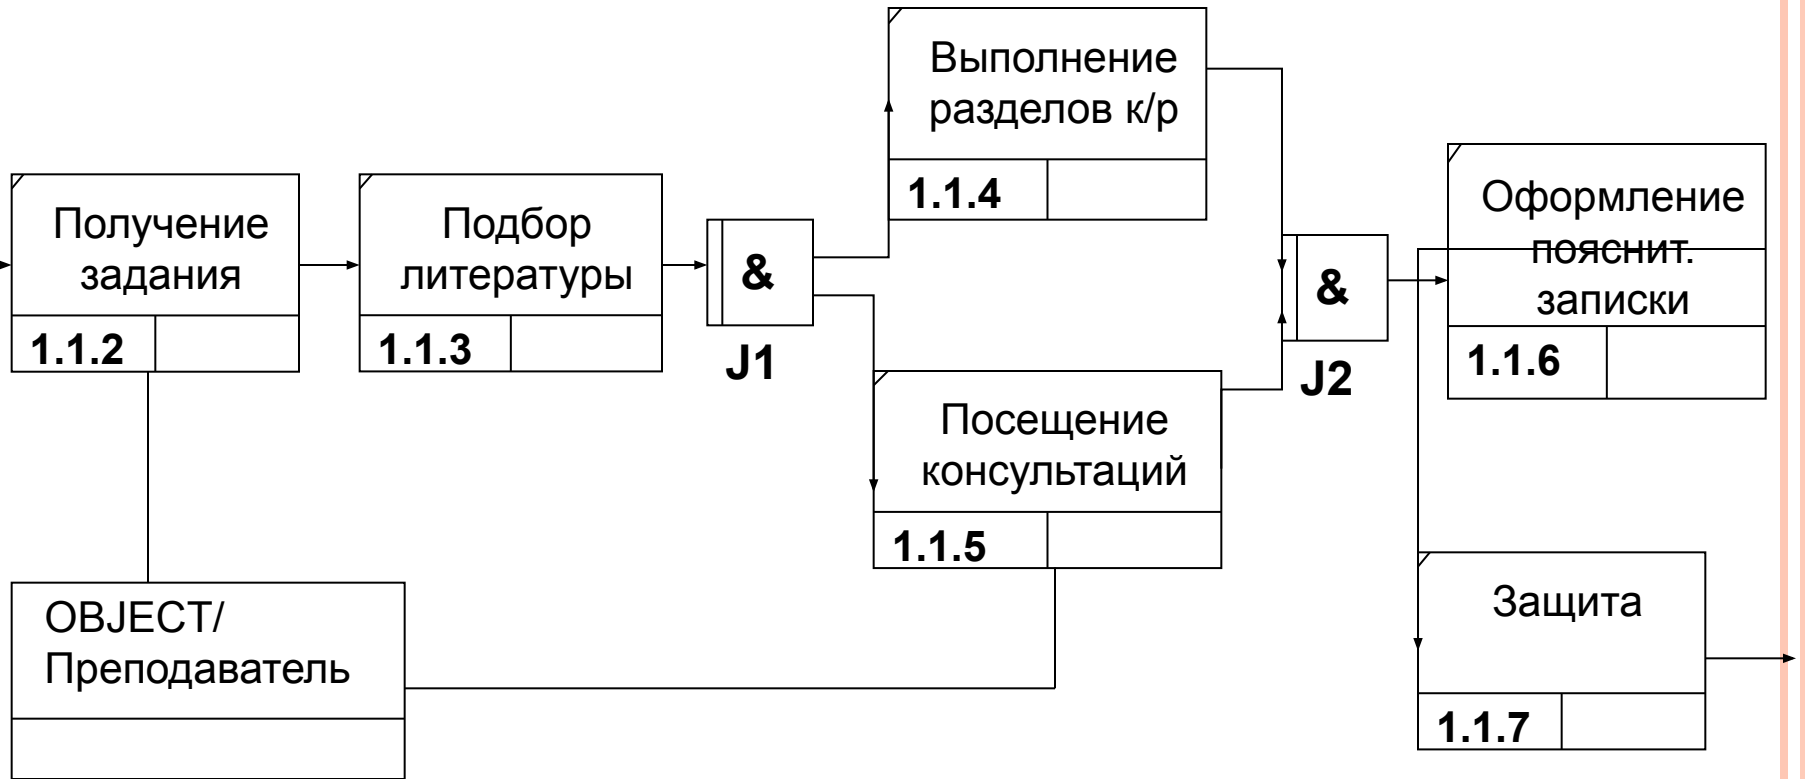 Получение
задания
1.1.2
Подбор
литературы
1.1.3
&
J1
Выполнение
разделов к/р
1.1.4
Посещение
консультаций
1.1.5
&
J2
Оформление
пояснит.
записки
1.1.6
OBJECT/
Преподаватель
Защита
1.1.7